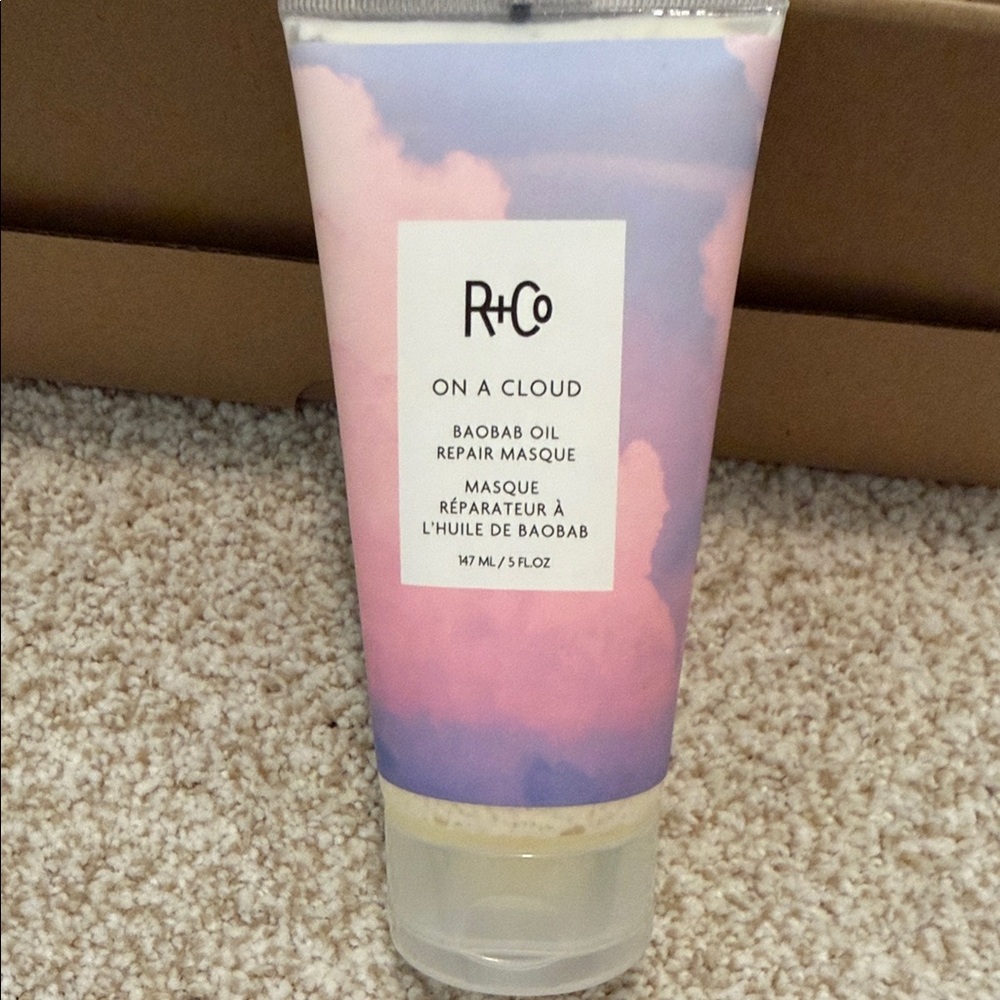 R+Co
ON A CLOUD
BAOBAB OIL
REPAIR MASQUE
MASQUE
RÉPARATEUR À
L'HUILE DE BAOBAB
147 ML / 5 FL.OZ